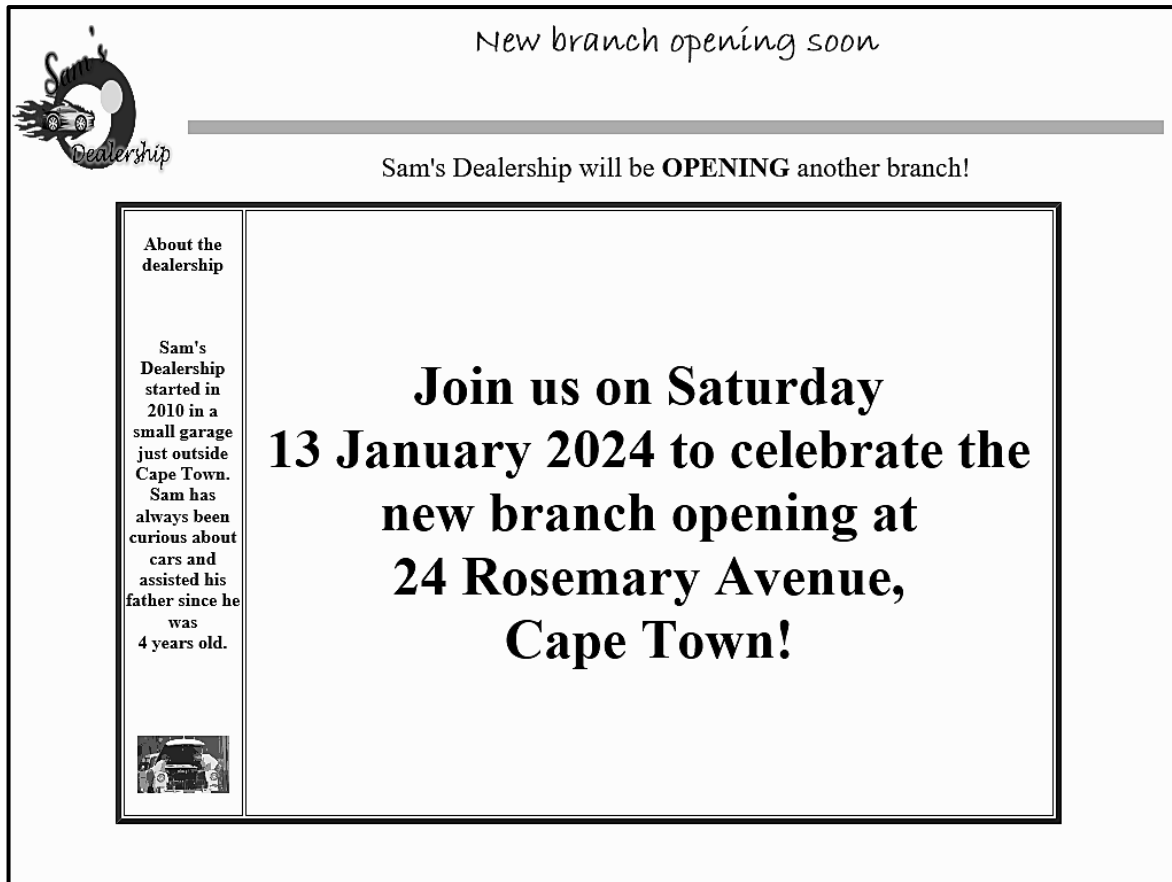 Sam's
Dealership
New branch opening soon
Sam's Dealership will be OPENING another branch!
About the
dealership
Sam's
Dealership
started in
2010 in a
small garage
just outside
Cape Town.
Sam has
always been
curious about
cars and
assisted his
father since he
was
4 years old.
Join us on Saturday
13 January 2024 to celebrate the
new branch opening at
24 Rosemary Avenue,
Cape Town!